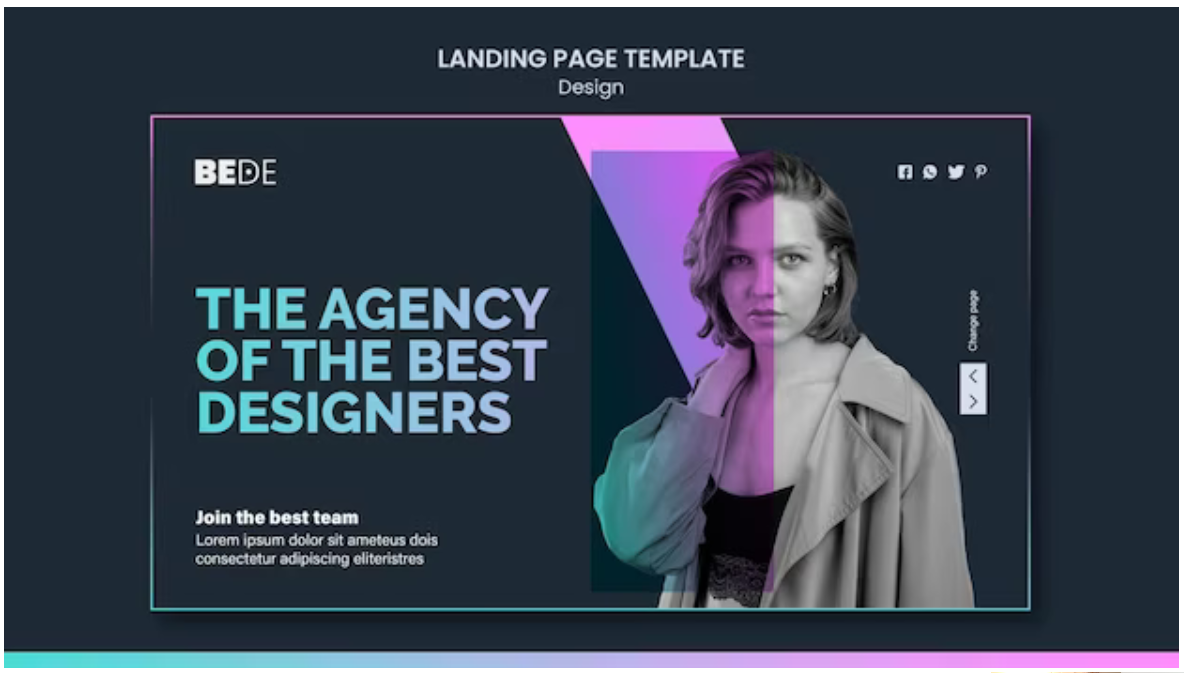 LANDING PAGE TEMPLATE
Design
BEDE
THE AGENCY
OF THE BEST
DESIGNERS
Change page
Join the best team
Lorem ipsum dolor sit ameteus dois
consectetur adipiscing eliteristres